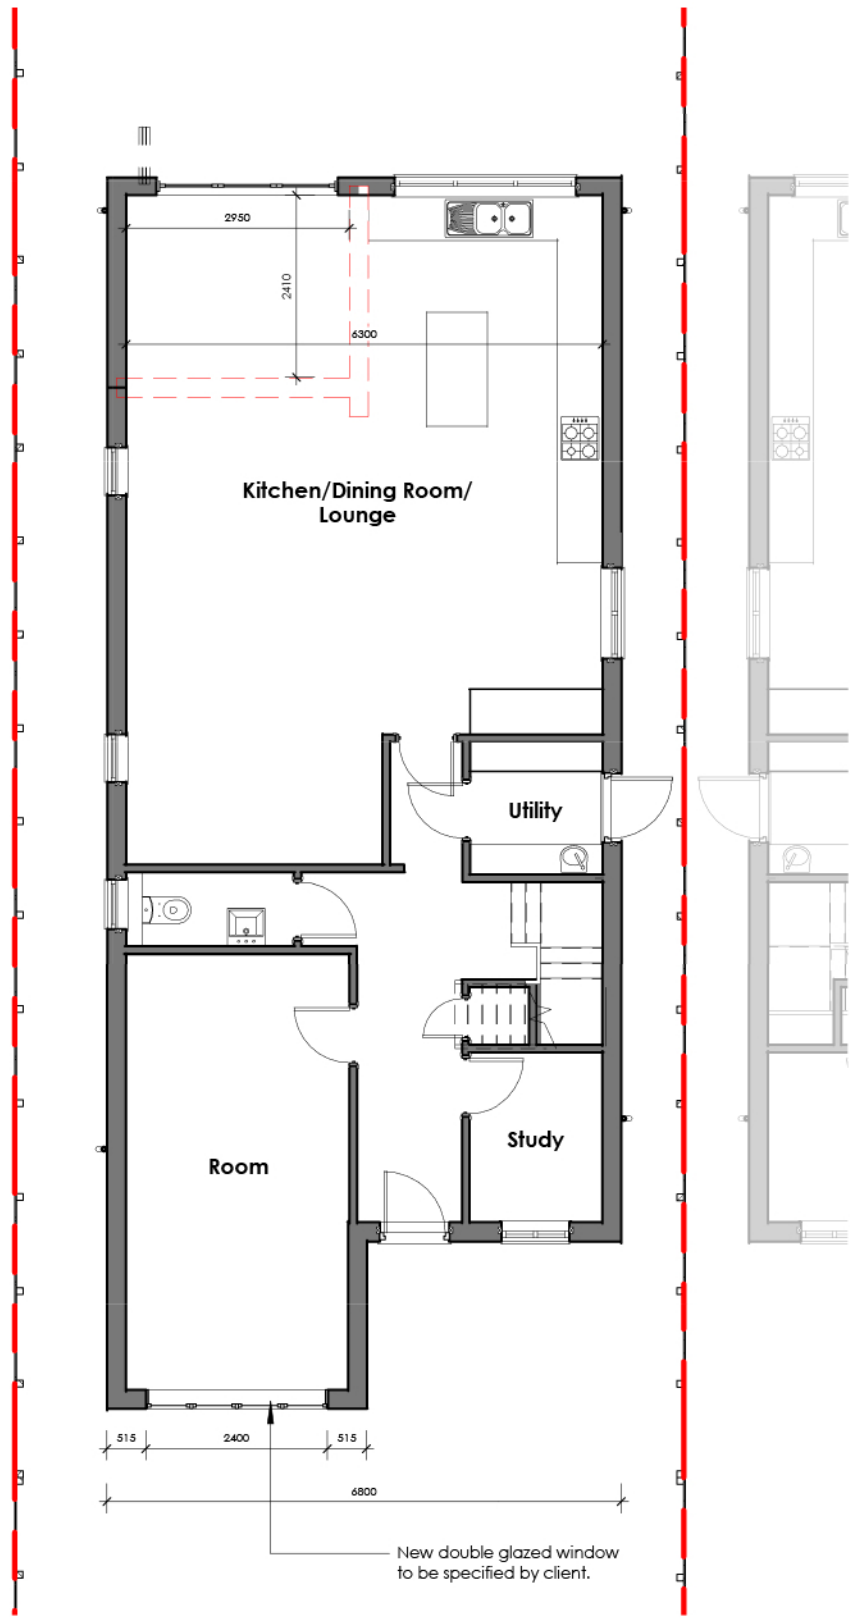 2950
2410
6300
Kitchen/Dining Room/
Lounge
Utility
Room
Study
515
2400
515
6800
New double glazed window
to be specified by client.